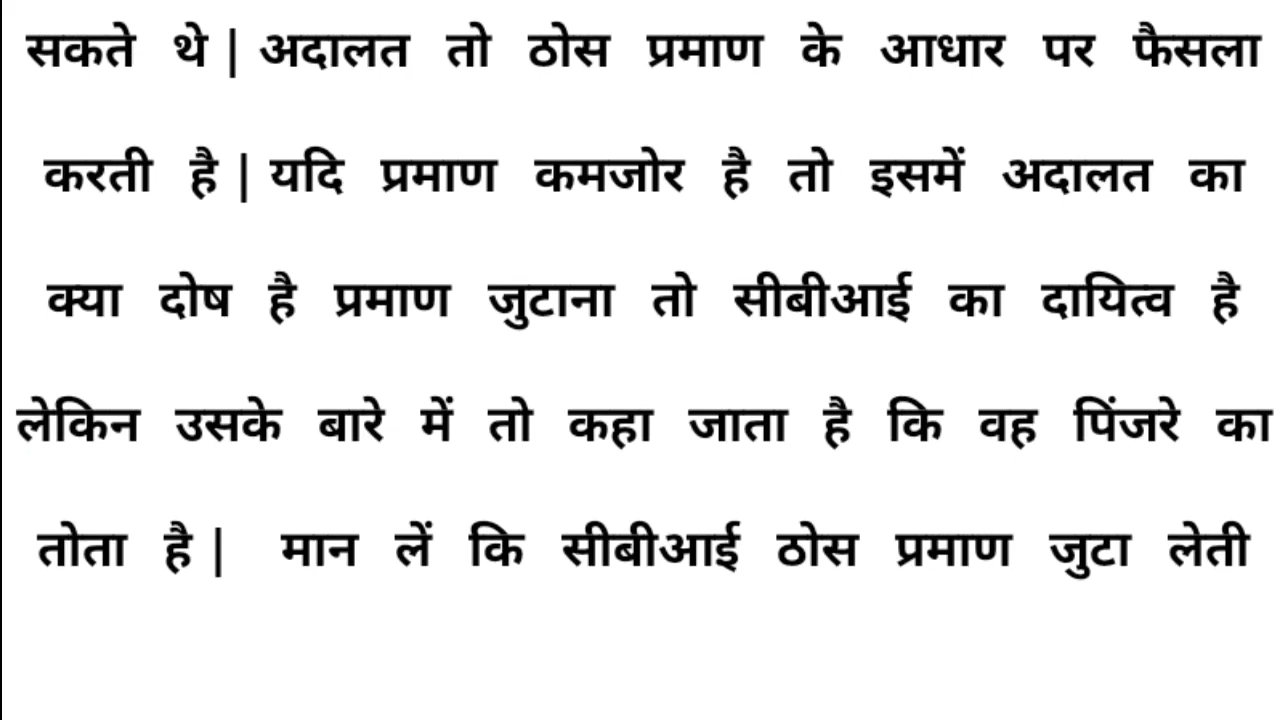 सकते थे | अदालत तो ठोस प्रमाण के आधार पर फैसला
करती है | यदि प्रमाण कमजोर है तो इसमें अदालत का
क्या दोष है प्रमाण जुटाना तो सीबीआई का दायित्व है
लेकिन उसके बारे में तो कहा जाता है कि वह पिंजरे का
तोता है | मान लें कि सीबीआई ठोस प्रमाण जुटा लेती